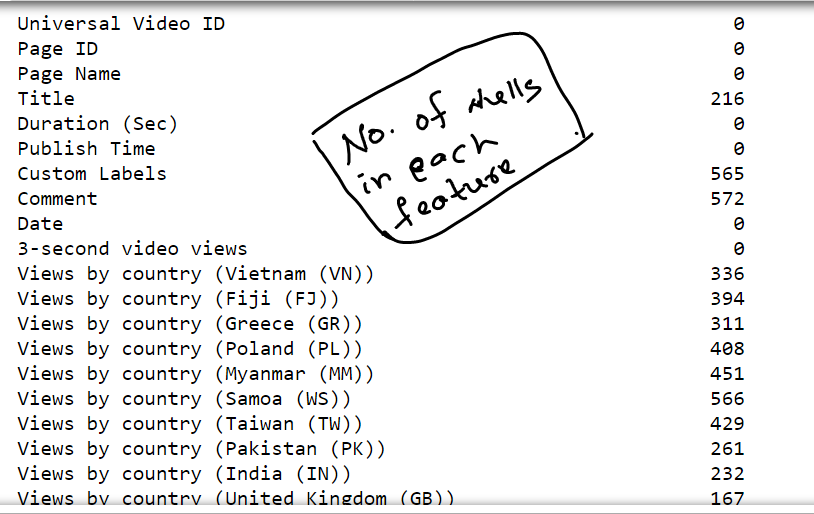 Universal Video ID 0
Page ID 0
Page Name 0
Title 216
Duration (Sec) 0
Publish Time 0
Custom Labels 565
Comment 572
Date 0
3-second video views 0
Views by country (Vietnam (VN)) 336
Views by country (Fiji (FJ)) 394
Views by country (Greece (GR)) 311
Views by country (Poland (PL)) 408
Views by country (Myanmar (MM)) 451
Views by country (Samoa (WS)) 566
Views by country (Taiwan (TW)) 429
Views by country (Pakistan (PK)) 261
Views by country (India (IN)) 232
Views by country (United Kingdom (GB)) 167
No. of nulls
in each
feature